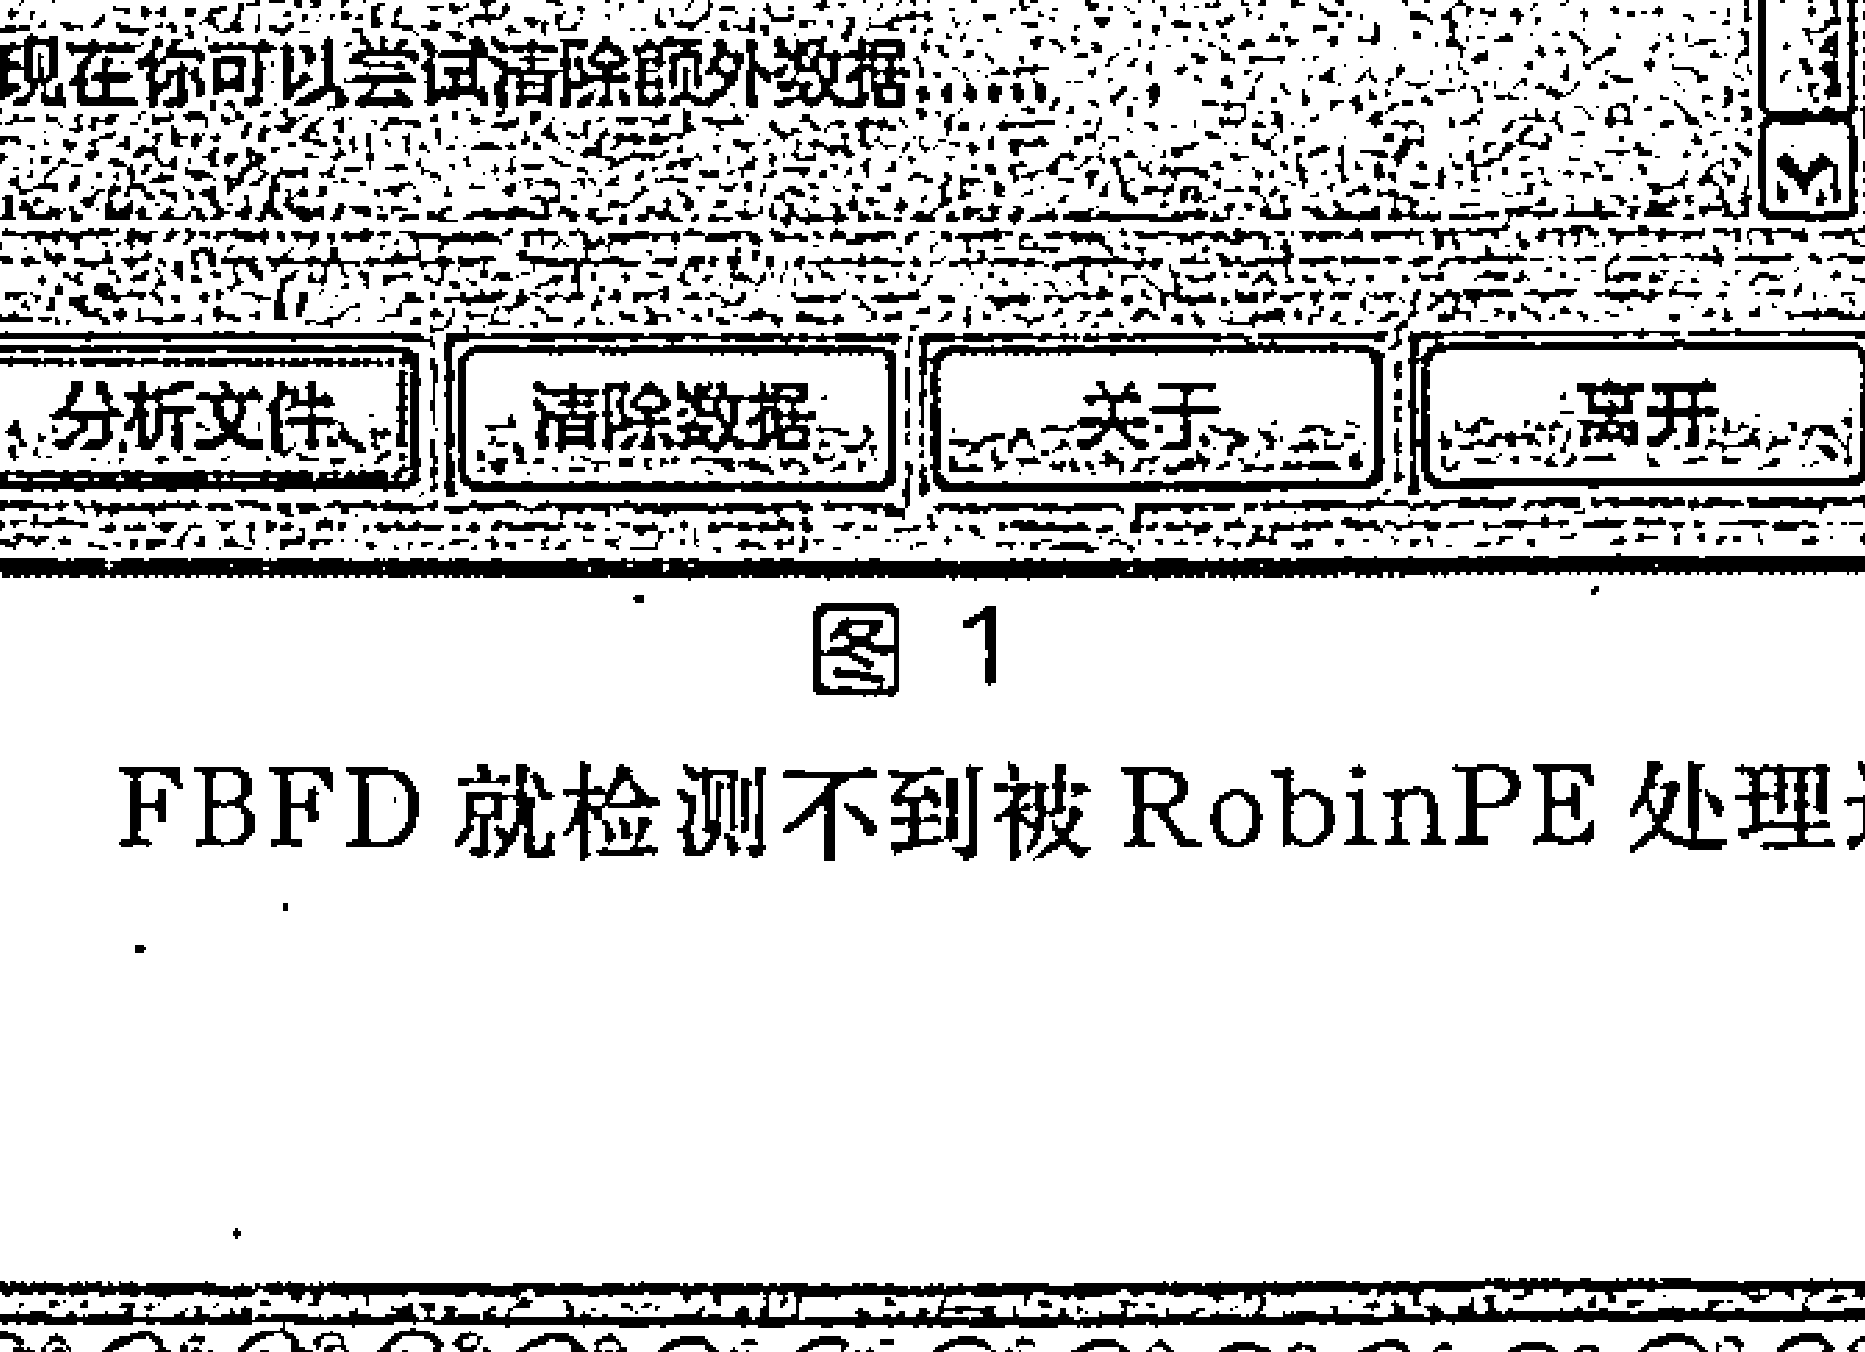 现在你可以尝试清除额外数据......
分析文件 清除数据 关于 离开
图 1
FBFD 就检测不到被 RobinPE 处理